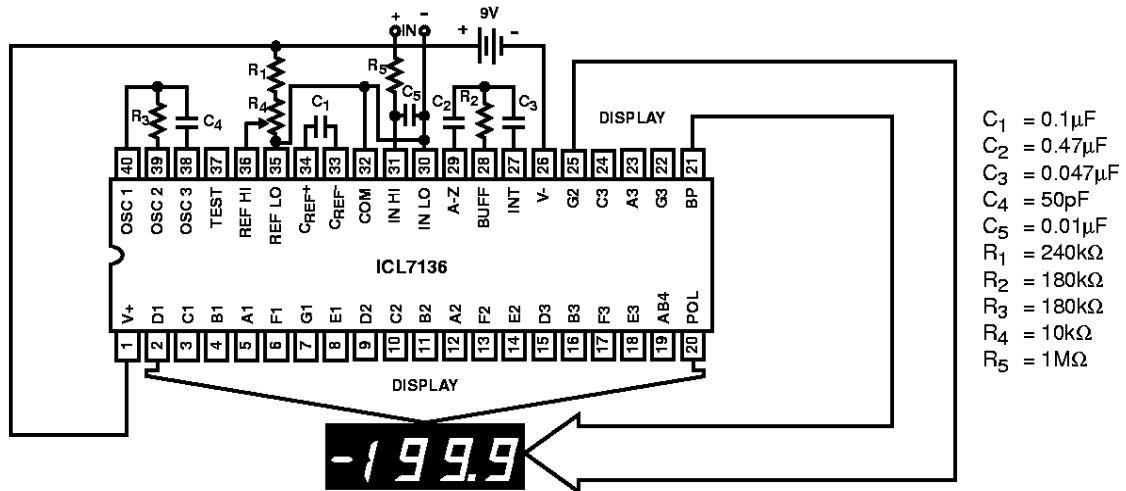 + -
IN
9V
+ -
R1
R4
R5
C5
C1
C2
R2
C3
R3
C4
DISPLAY
40 39 38 37 36 35 34 33 32 31 30 29 28 27 26 25 24 23 22 21
OSC 1
OSC 2
OSC 3
TEST
REF HI
REF LO
CREF+
CREF-
COM
IN HI
IN LO
A-Z
BUFF
INT
V-
G2
C3
A3
G3
BP
ICL7136
V+
D1
C1
B1
A1
F1
G1
E1
D2
C2
B2
A2
F2
E2
D3
B3
F3
E3
AB4
POL
1 2 3 4 5 6 7 8 9 10 11 12 13 14 15 16 17 18 19 20
DISPLAY
-199.9
C1 = 0.1μF
C2 = 0.47μF
C3 = 0.047μF
C4 = 50pF
C5 = 0.01μF
R1 = 240kΩ
R2 = 180kΩ
R3 = 180kΩ
R4 = 10kΩ
R5 = 1MΩ